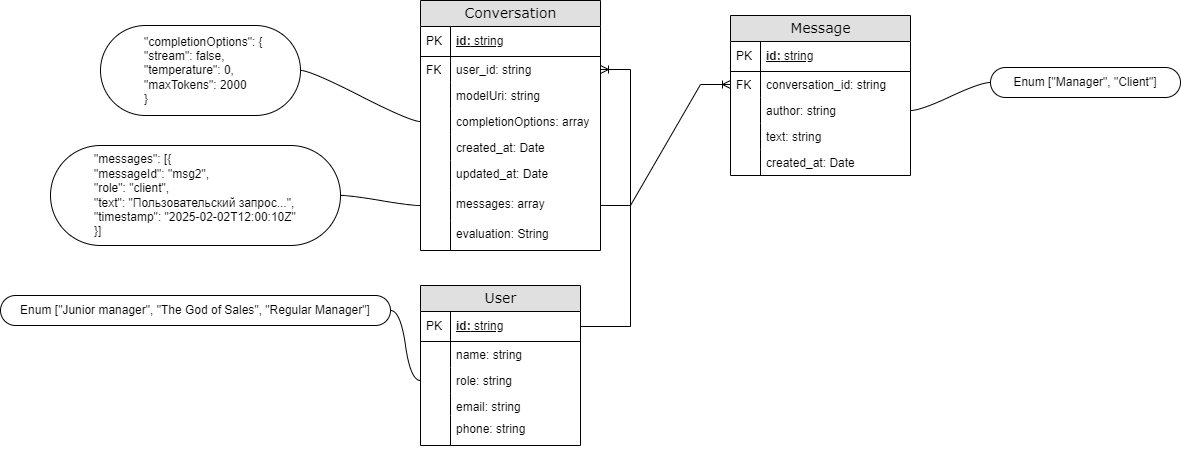 "completionOptions": {
"stream": false,
"temperature": 0,
"maxTokens": 2000
}
"messages": [{
"messageId": "msg2",
"role": "client",
"text": "Пользовательский запрос...",
"timestamp": "2025-02-02T12:00:10Z"
}]
Conversation
PK id: string
FK user_id: string
modelUri: string
completionOptions: array
created_at: Date
updated_at: Date
messages: array
evaluation: String
Message
PK id: string
FK conversation_id: string
author: string
text: string
created_at: Date
Enum ["Manager", "Client"]
Enum ["Junior manager", "The God of Sales", "Regular Manager"]
User
PK id: string
name: string
role: string
email: string
phone: string